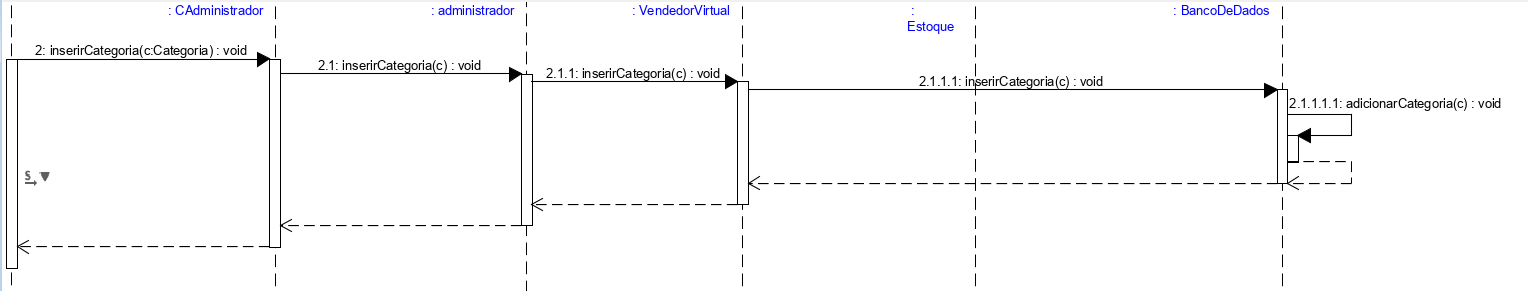 : CAdministrador
: administrador
: VendedorVirtual
:
Estoque
: BancoDeDados
2: inserirCategoria(c:Categoria) : void
2.1: inserirCategoria(c) : void
2.1.1: inserirCategoria(c) : void
2.1.1.1: inserirCategoria(c) : void
2.1.1.1.1: adicionarCategoria(c) : void
S